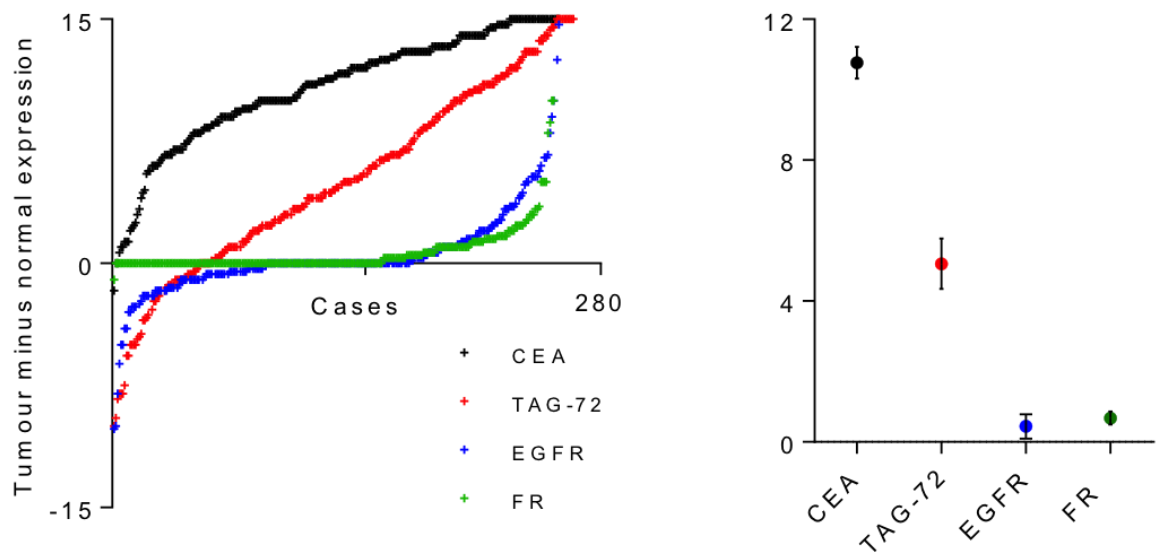 Tumour minus normal expression
15
0
-15
Cases
280
CEA
TAG-72
EGFR
FR
12
8
4
0
CEA
TAG-72
EGFR
FR